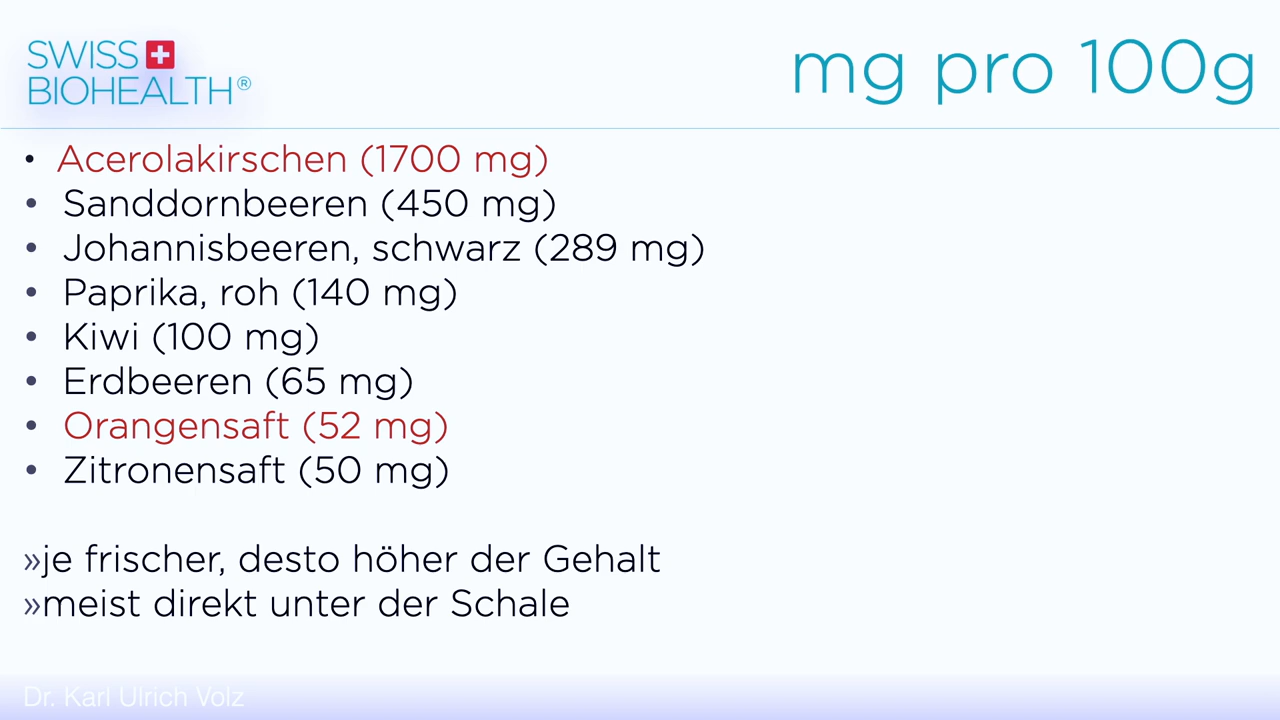 SWISS
BIOHEALTH®
mg pro 100g
• Acerolakirschen (1700 mg)
• Sanddornbeeren (450 mg)
• Johannisbeeren, schwarz (289 mg)
• Paprika, roh (140 mg)
• Kiwi (100 mg)
• Erdbeeren (65 mg)
• Orangensaft (52 mg)
• Zitronensaft (50 mg)
»je frischer, desto höher der Gehalt
»meist direkt unter der Schale
Dr. Karl Ulrich Volz